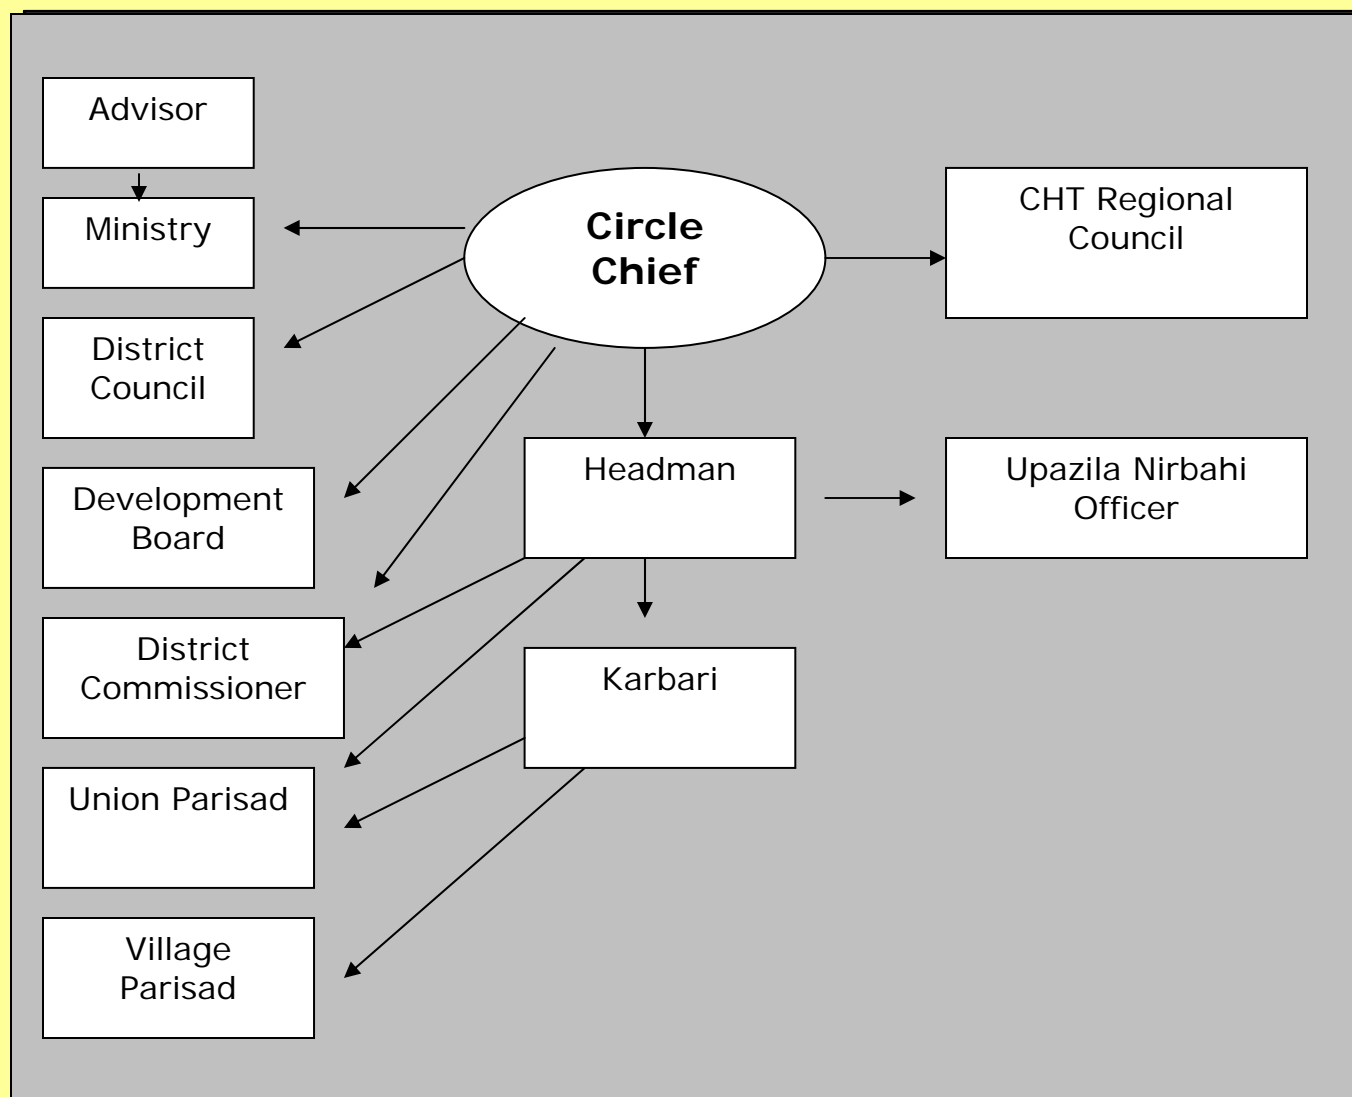 Advisor
Ministry
Circle
Chief
CHT Regional
Council
District
Council
Development
Board
Headman
Upazila Nirbahi
Officer
District
Commissioner
Karbari
Union Parisad
Village
Parisad